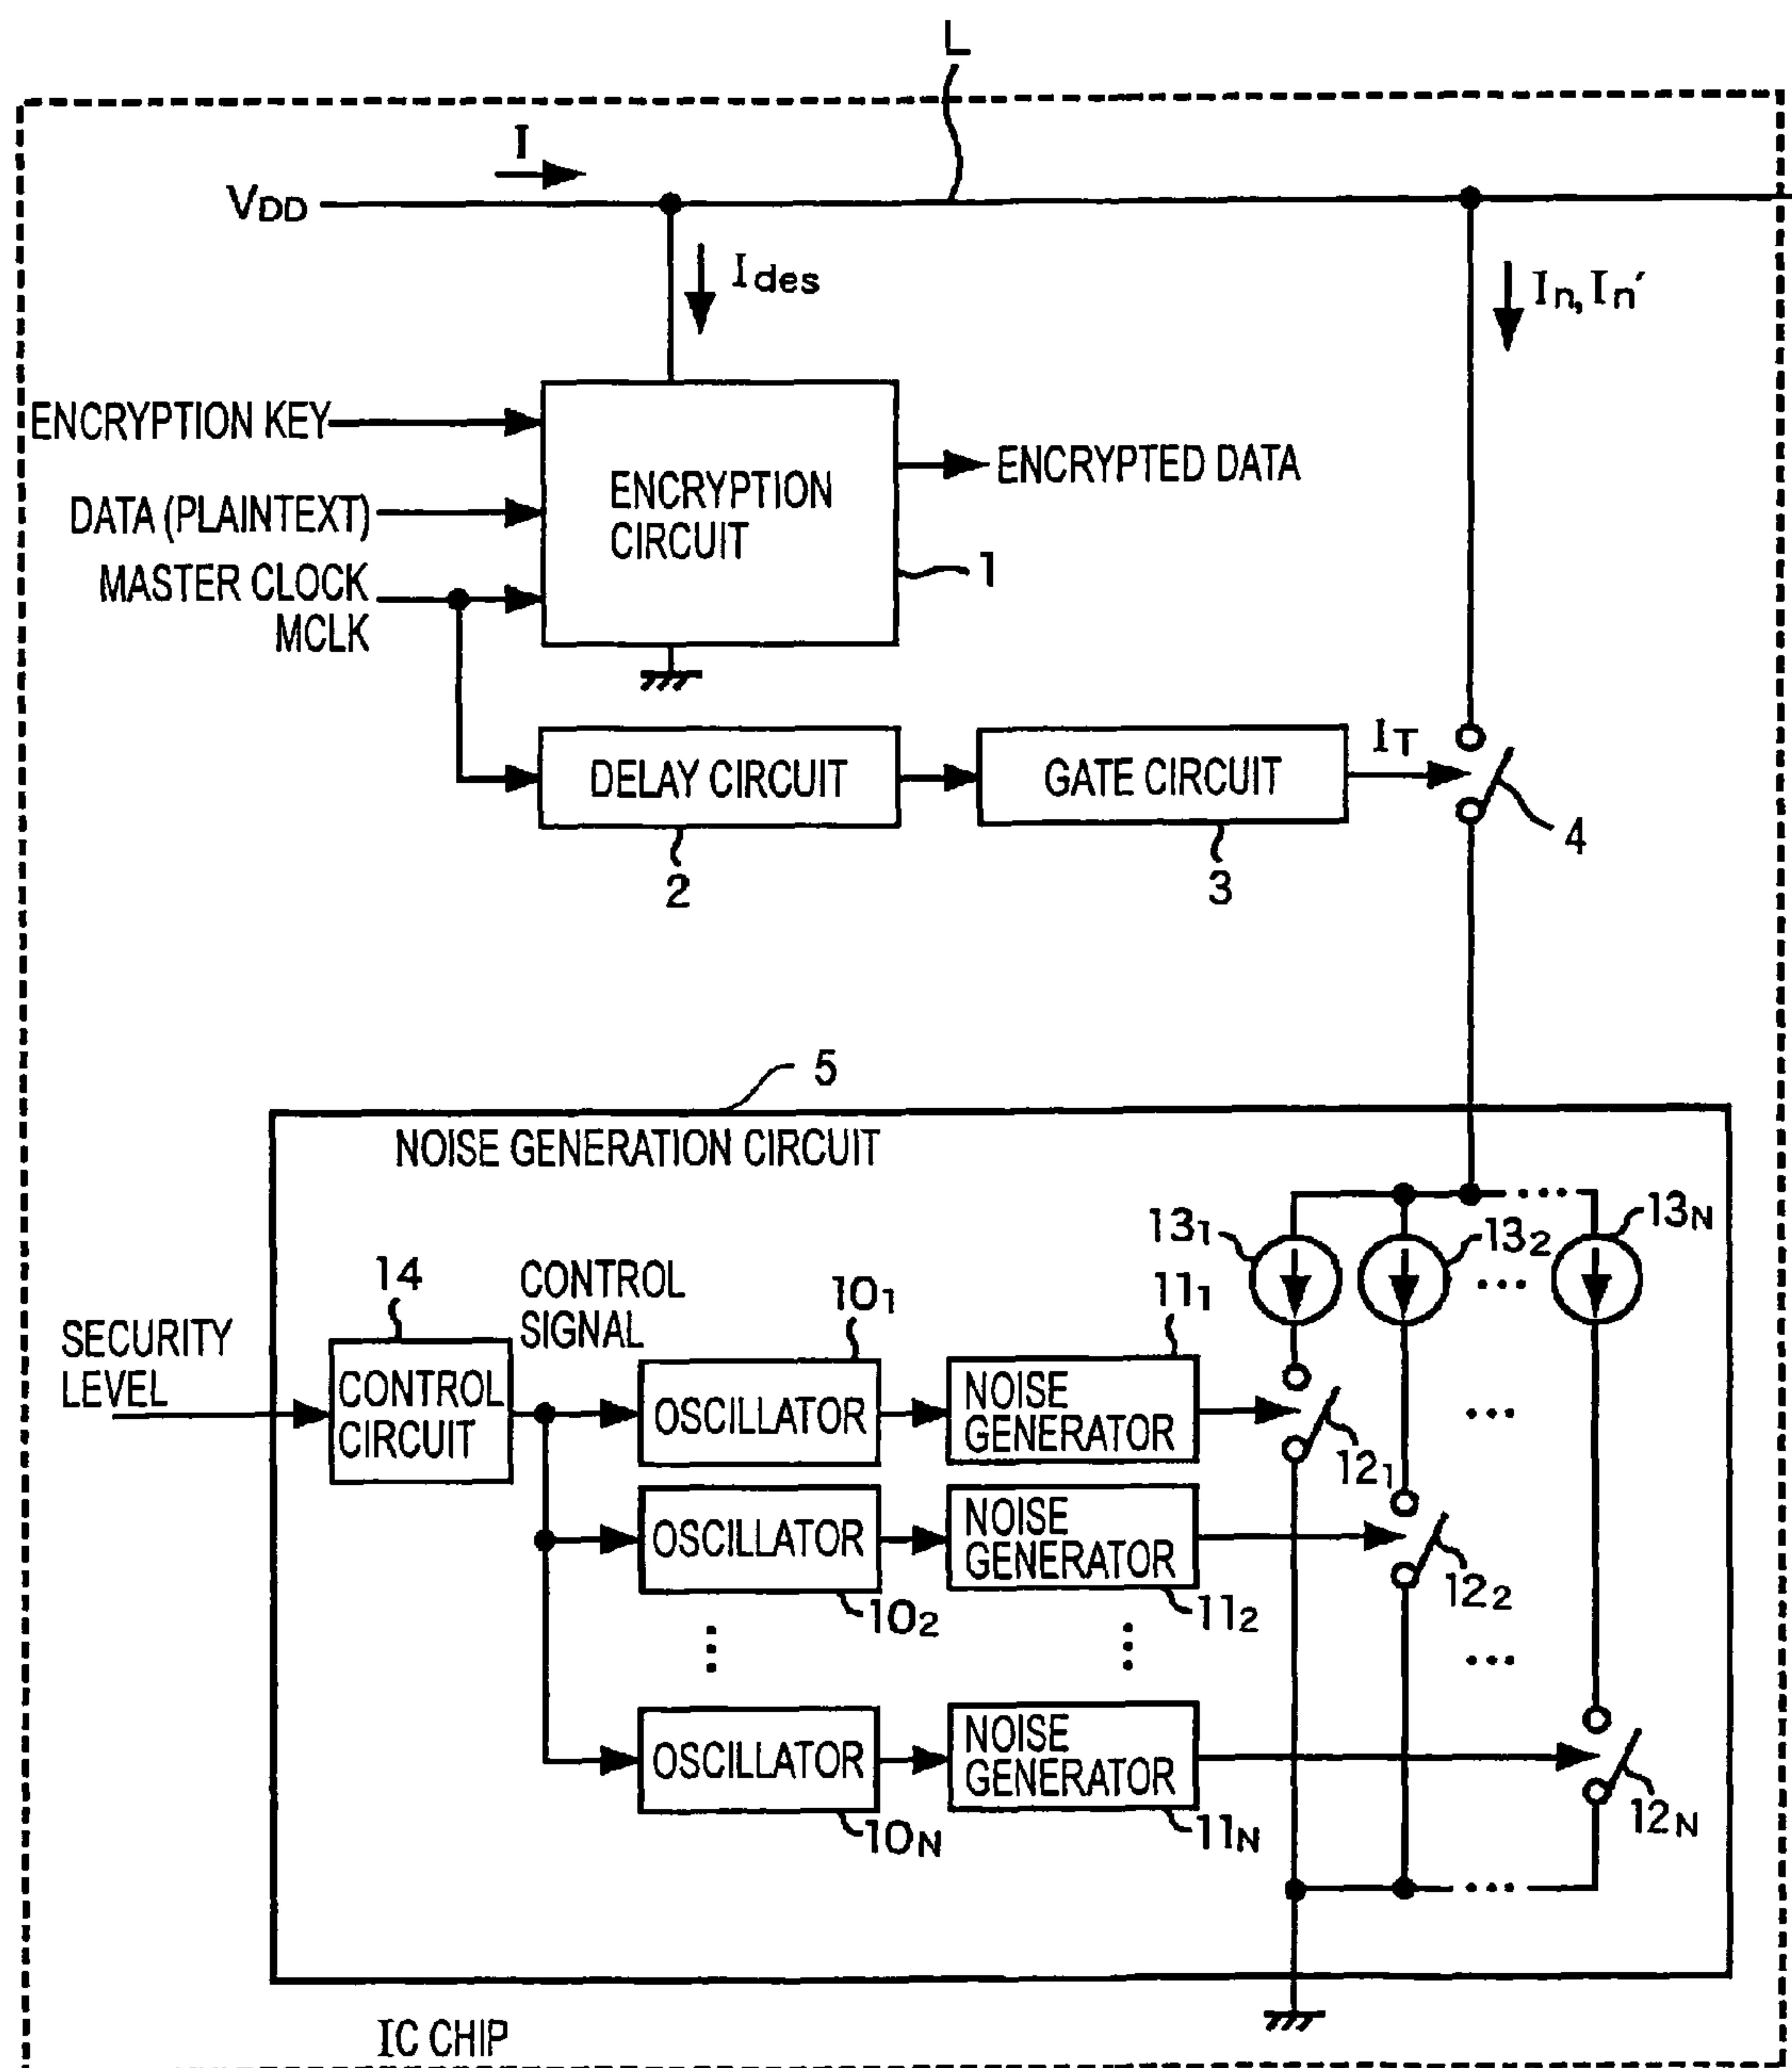 L
I
VDD
Ides
In, In′
ENCRYPTION KEY
ENCRYPTED DATA
ENCRYPTION
CIRCUIT
DATA (PLAINTEXT)
1
MASTER CLOCK
MCLK
IT
DELAY CIRCUIT
GATE CIRCUIT
4
2
3
5
NOISE GENERATION CIRCUIT
131
132
13N
...
14
CONTROL
SIGNAL
101
111
SECURITY
LEVEL
CONTROL
CIRCUIT
OSCILLATOR
NOISE
GENERATOR
...
121
OSCILLATOR
NOISE
GENERATOR
122
102
112
...
OSCILLATOR
NOISE
GENERATOR
12N
10N
11N
...
IC CHIP